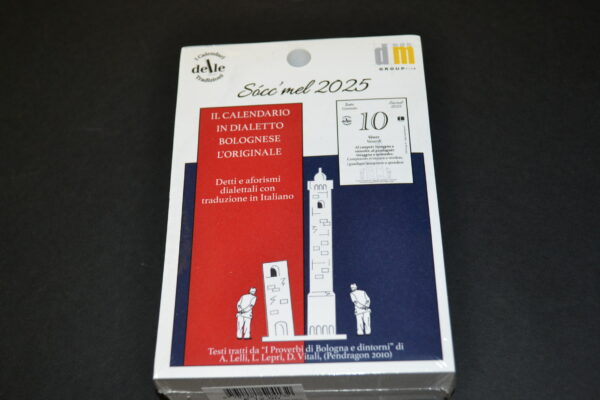 I Calendari
delle
Tradizioni
dm
GROUP
Sócc'mel 2025
IL CALENDARIO
IN DIALETTO
BOLOGNESE
L'ORIGINALE
Detti e aforismi
dialettali con
traduzione in Italiano
10
Testi tratti da "I Proverbi di Bologna e dintorni" di
A. Lelli, L. Lepri, D. Vitali, (Pendragon 2010)